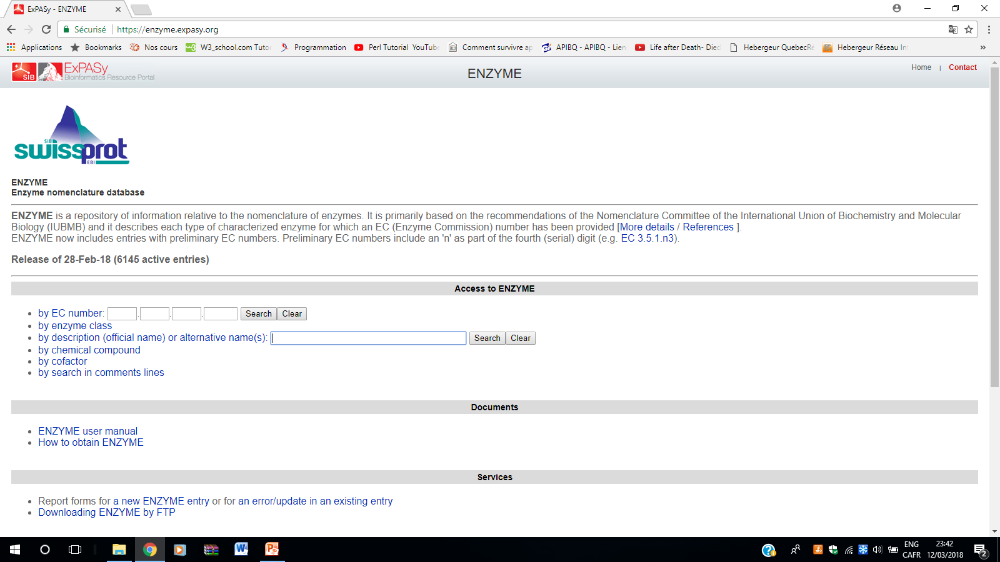 ExPASy - ENZYME
Sécurisé | https://enzyme.expasy.org
Applications Bookmarks Nos cours W3_school.com Tutor Programmation Perl Tutorial YouTube Comment survivre ap APIBQ - APIBQ - Lien Life after Death- Died Hebergeur QuebecRe Hebergeur Réseau In »
SIB ExPASy
Bioinformatics Resource Portal
ENZYME
Home | Contact
SIB
swissprot
EBI
ENZYME
Enzyme nomenclature database
ENZYME is a repository of information relative to the nomenclature of enzymes. It is primarily based on the recommendations of the Nomenclature Committee of the International Union of Biochemistry and Molecular
Biology (IUBMB) and it describes each type of characterized enzyme for which an EC (Enzyme Commission) number has been provided [More details / References ].
ENZYME now includes entries with preliminary EC numbers. Preliminary EC numbers include an 'n' as part of the fourth (serial) digit (e.g. EC 3.5.1.n3).
Release of 28-Feb-18 (6145 active entries)
Access to ENZYME
by EC number: . . . Search Clear
by enzyme class
by description (official name) or alternative name(s): Search Clear
by chemical compound
by cofactor
by search in comments lines
Documents
ENZYME user manual
How to obtain ENZYME
Services
Report forms for a new ENZYME entry or for an error/update in an existing entry
Downloading ENZYME by FTP
ENG
CAFR
23:42
12/03/2018
2